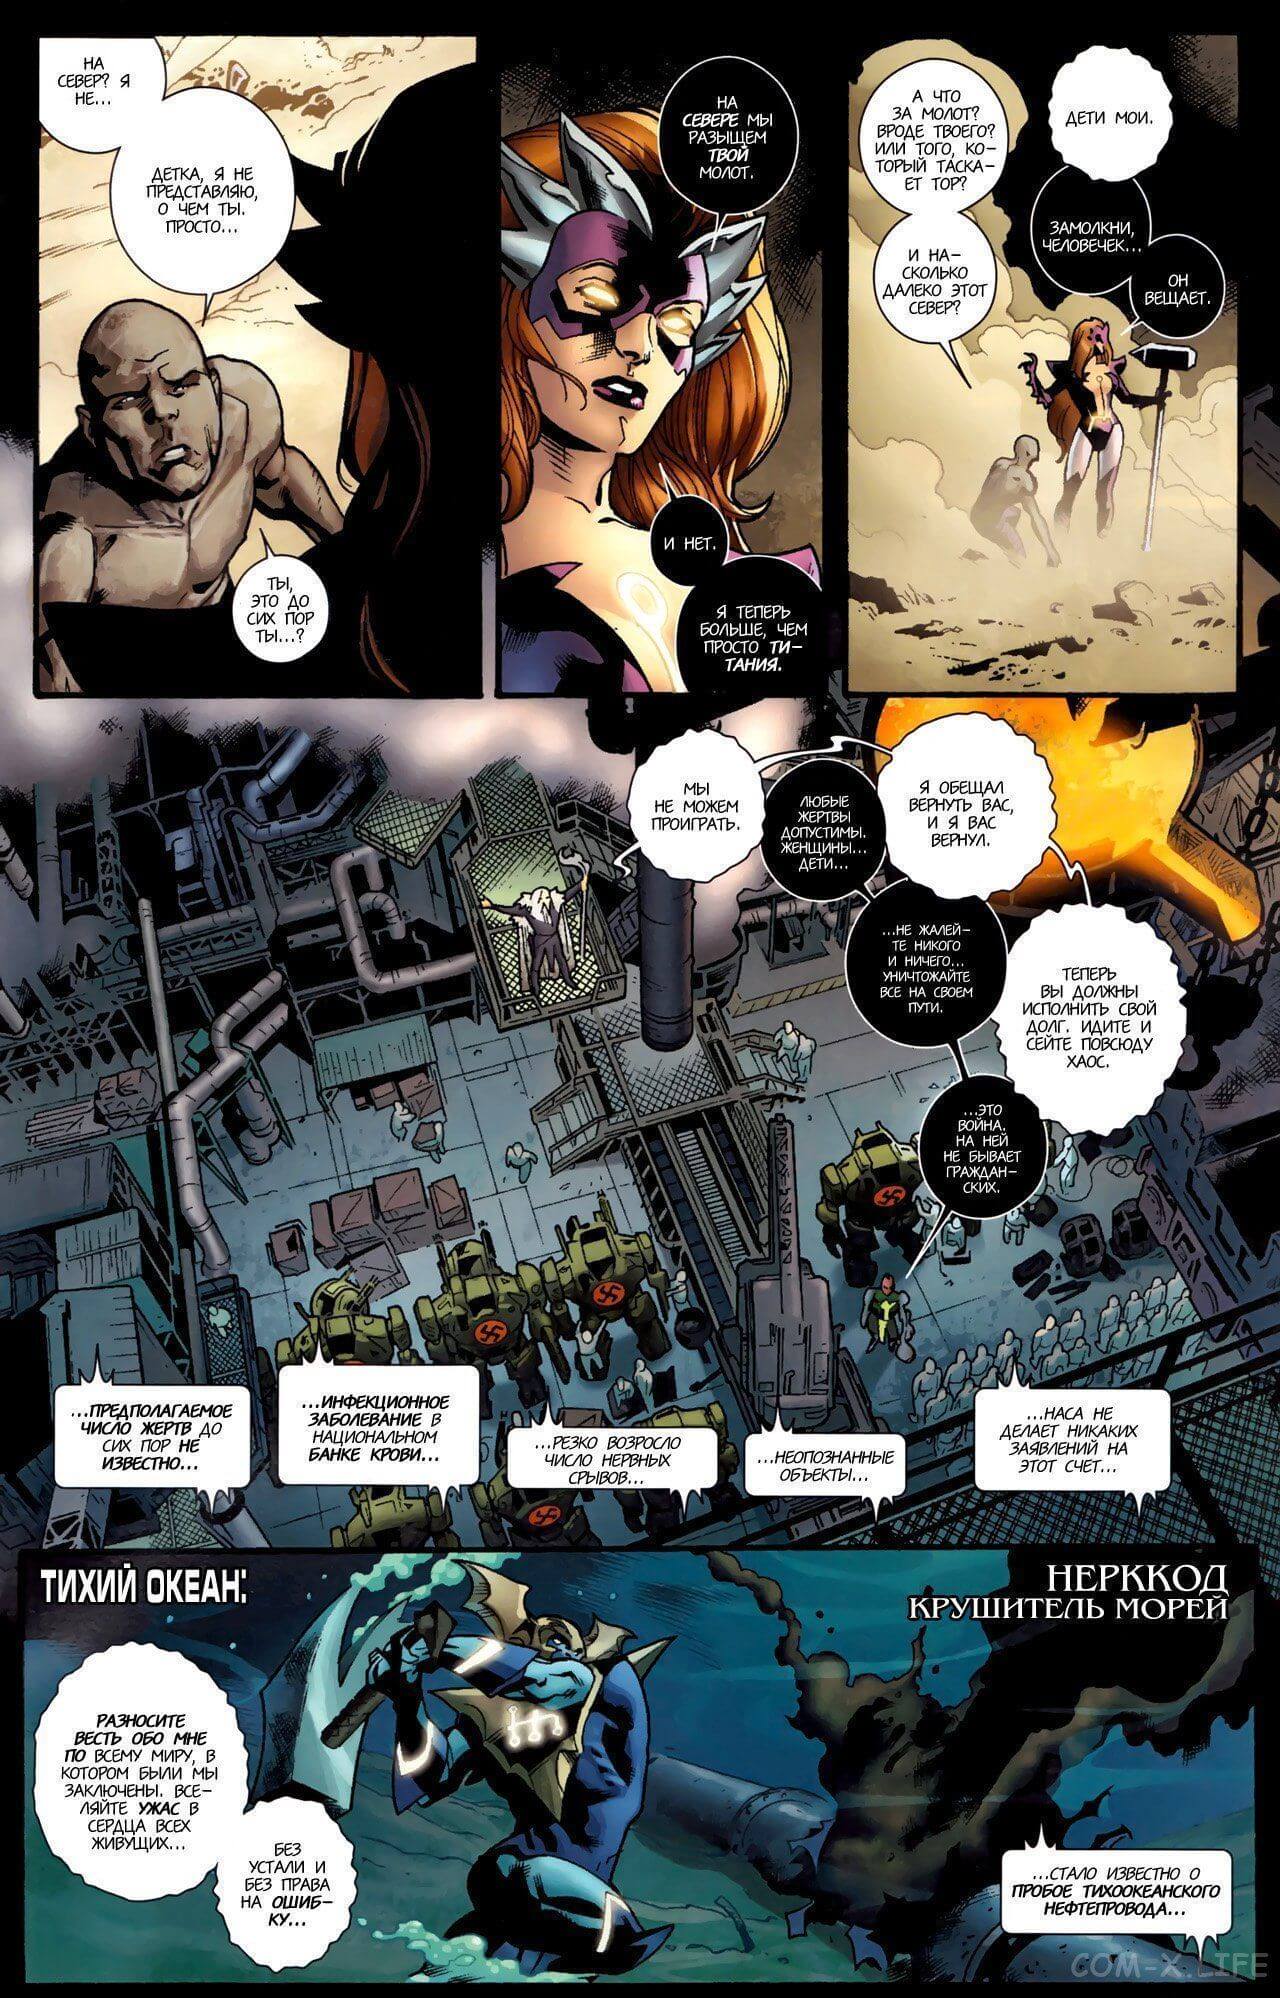 НА
СЕВЕР? Я
НЕ...
ДЕТКА, Я НЕ
ПРЕДСТАВЛЯЮ,
О ЧЕМ ТЫ.
ПРОСТО...
ТЫ,
ЭТО ДО
СИХ ПОР
ТЫ...?
НА
СЕВЕРЕ МЫ
РАЗЫЩЕМ
ТВОЙ
МОЛОТ.
И НЕТ.
Я ТЕПЕРЬ
БОЛЬШЕ, ЧЕМ
ПРОСТО ТИ-
ТАНИЯ.
А ЧТО
ЗА МОЛОТ?
ВРОДЕ ТВОЕГО?
ИЛИ ТОГО, КО-
ТОРЫЙ ТАСКА-
ЕТ ТОР?
И НА-
СКОЛЬКО
ДАЛЕКО ЭТОТ
СЕВЕР?
ДЕТИ МОИ.
ЗАМОЛКНИ,
ЧЕЛОВЕЧЕК...
ОН
ВЕЩАЕТ.
МЫ
НЕ МОЖЕМ
ПРОИГРАТЬ.
ЛЮБЫЕ
ЖЕРТВЫ
ДОПУСТИМЫ.
ЖЕНЩИНЫ...
ДЕТИ...
Я ОБЕЩАЛ
ВЕРНУТЬ ВАС,
И Я ВАС
ВЕРНУЛ.
...НЕ ЖАЛЕЙ-
ТЕ НИКОГО
И НИЧЕГО...
УНИЧТОЖАЙТЕ
ВСЕ НА СВОЕМ
ПУТИ.
ТЕПЕРЬ
ВЫ ДОЛЖНЫ
ИСПОЛНИТЬ СВОЙ
ДОЛГ. ИДИТЕ И
СЕЙТЕ ПОВСЮДУ
ХАОС.
...ЭТО
ВОЙНА.
НА НЕЙ
НЕ БЫВАЕТ
ГРАЖДАН-
СКИХ.
...ПРЕДПОЛАГАЕМОЕ
ЧИСЛО ЖЕРТВ ДО
СИХ ПОР НЕ
ИЗВЕСТНО...
...ИНФЕКЦИОННОЕ
ЗАБОЛЕВАНИЕ В
НАЦИОНАЛЬНОМ
БАНКЕ КРОВИ...
...РЕЗКО ВОЗРОСЛО
ЧИСЛО НЕРВНЫХ
СРЫВОВ...
...НЕОПОЗНАННЫЕ
ОБЪЕКТЫ...
...НАСА НЕ
ДЕЛАЕТ НИКАКИХ
ЗАЯВЛЕНИЙ НА
ЭТОТ СЧЕТ...
ТИХИЙ ОКЕАН:
НЕРККОД
КРУШИТЕЛЬ МОРЕЙ
РАЗНОСИТЕ
ВЕСТЬ ОБО МНЕ
ПО ВСЕМУ МИРУ, В
КОТОРОМ БЫЛИ МЫ
ЗАКЛЮЧЕНЫ. ВСЕ-
ЛЯЙТЕ УЖАС В
СЕРДЦА ВСЕХ
ЖИВУЩИХ...
БЕЗ
УСТАЛИ И
БЕЗ ПРАВА
НА ОШИБ-
КУ...
...СТАЛО ИЗВЕСТНО О
ПРОБОЕ ТИХООКЕАНСКОГО
НЕФТЕПРОВОДА...
COM-X.LIFE